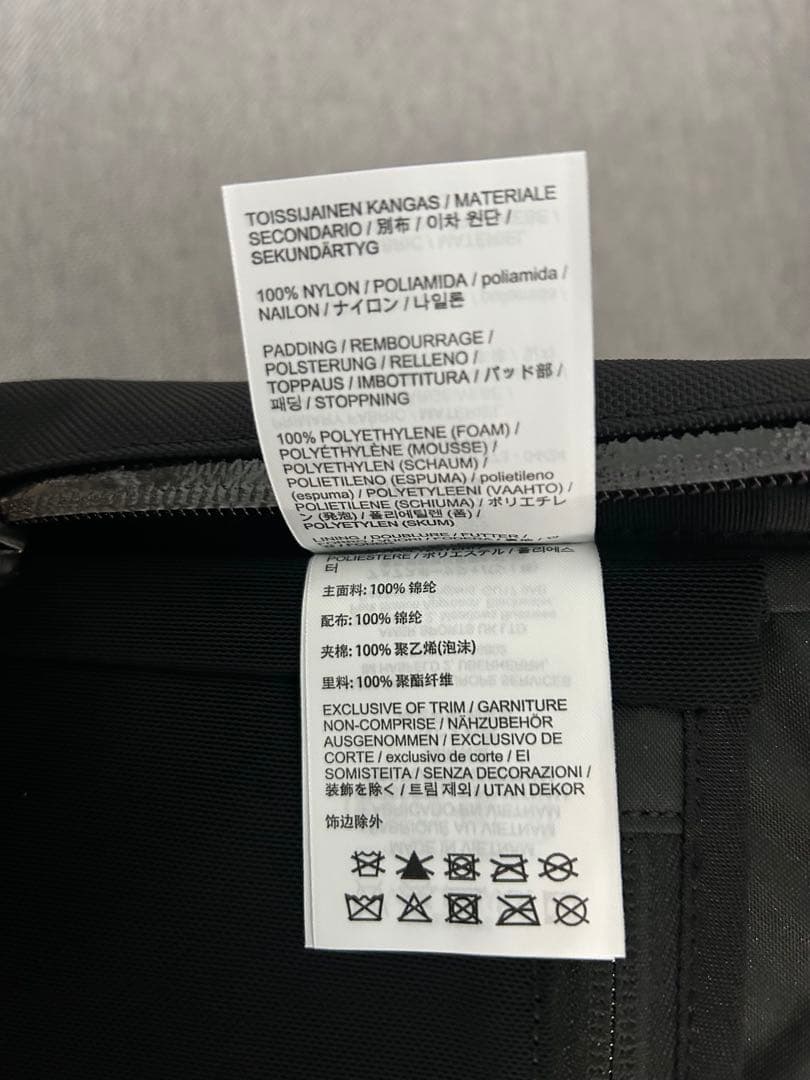 TOISSIJAINEN KANGAS / MATERIALE
SECONDARIO / 別布 / 이차 원단 /
SEKUNDÄRTYG
100% NYLON / POLIAMIDA / poliamida /
NAILON / ナイロン / 나일론
PADDING / REMBOURRAGE /
POLSTERUNG / RELLENO /
TOPPAUS / IMBOTTITURA / パッド部 /
패딩 / STOPPNING
100% POLYETHYLENE (FOAM) /
POLYÉTHYLÈNE (MOUSSE) /
POLYETHYLEN (SCHAUM) /
POLIETILENO (ESPUMA) / polietileno
(espuma) / POLYETYLEENI (VAAHTO) /
POLIETILENE (SCHIUMA) / ポリエチレ
ン (発泡) / 폴리에틸렌 (폼) /
POLYETYLEN (SKUM)
LINING / DOUBLURE / FUTTER /
POLIESTERE / ポリエステル / 폴리에스
터
主面料: 100% 锦纶
配布: 100% 锦纶
夹棉: 100% 聚乙烯(泡沫)
里料: 100% 聚酯纤维
EXCLUSIVE OF TRIM / GARNITURE
NON-COMPRISE / NÄHZUBEHÖR
AUSGENOMMEN / EXCLUSIVO DE
CORTE / exclusivo de corte / EI
SOMISTEITA / SENZA DECORAZIONI /
装飾を除く / 트림 제외 / UTAN DEKOR
饰边除外